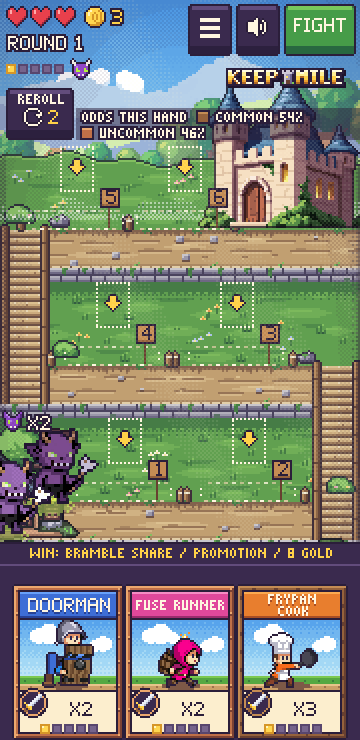 3
ROUND 1
FIGHT
KEEP MILE
REROLL
2
ODDS THIS HAND COMMON 54%
UNCOMMON 46%
5
6
4
3
X2
1
2
WIN: BRAMBLE SNARE / PROMOTION / 8 GOLD
DOORMAN
FUSE RUNNER
FRYPAN
COOK
X2
X2
X3